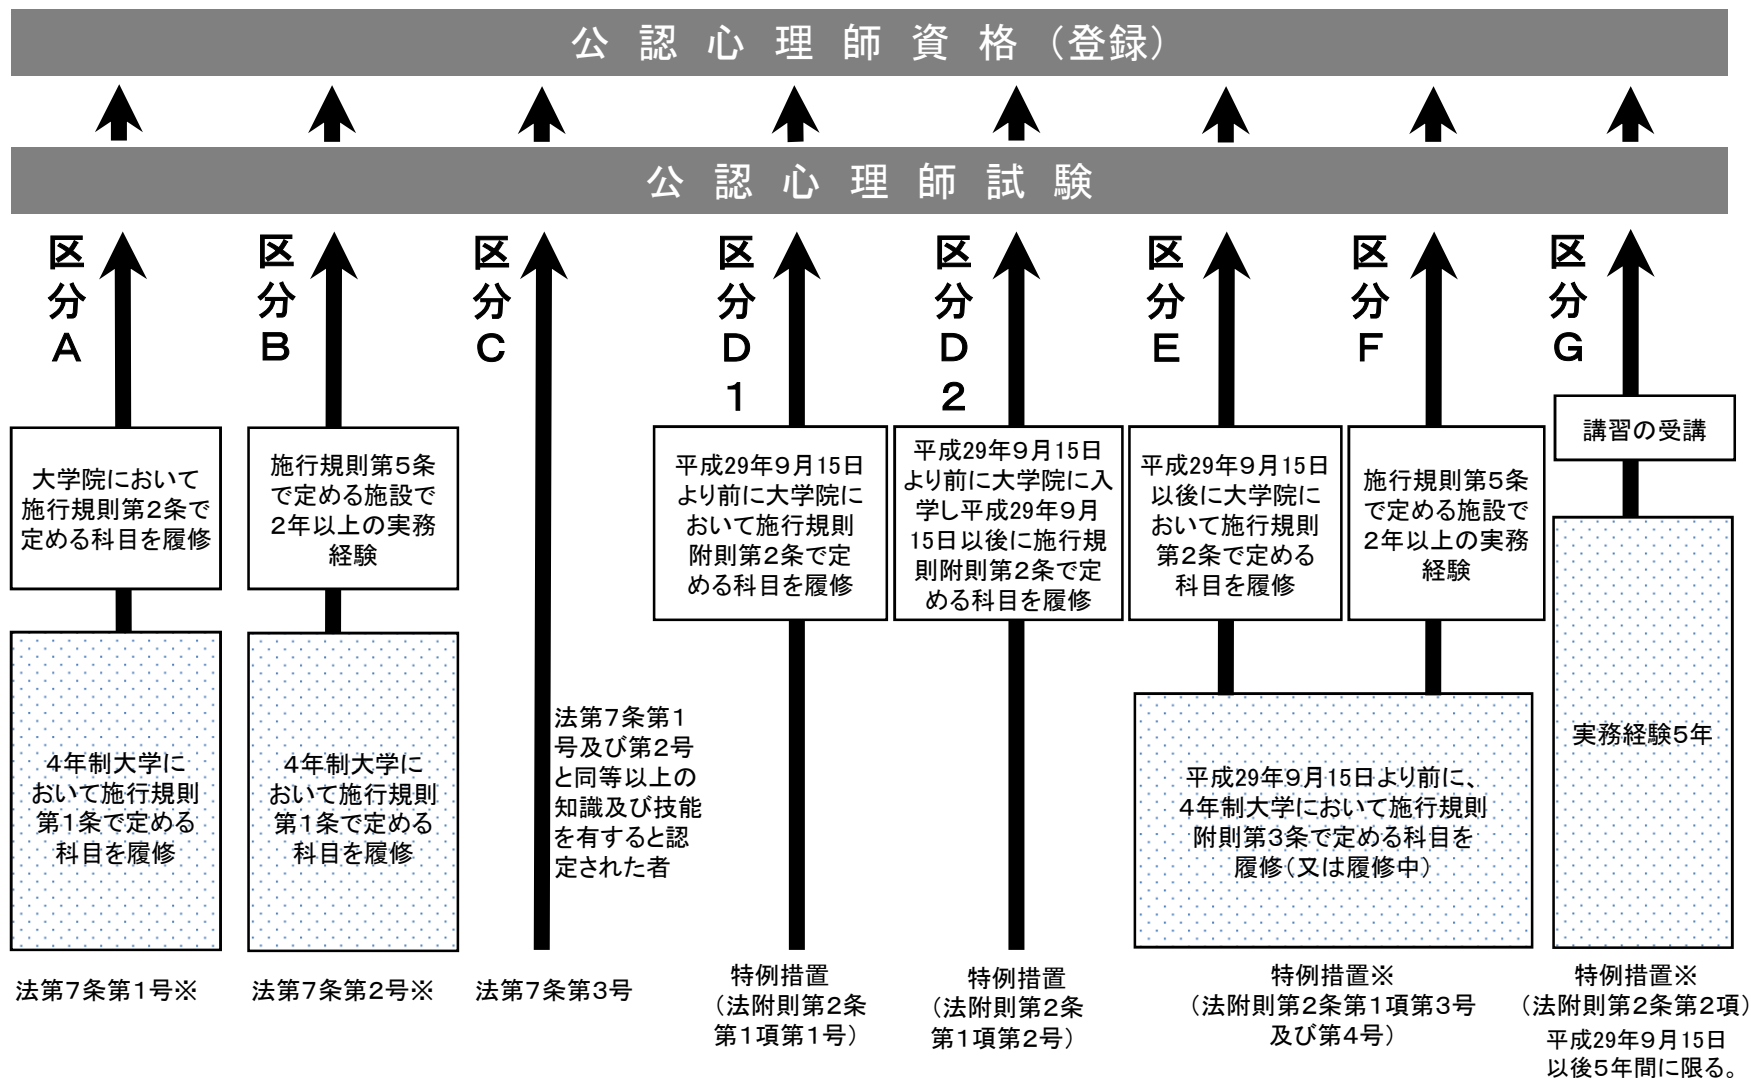 公認心理師資格（登録）
公認心理師試験
区分A
区分B
区分C
区分D1
区分D2
区分E
区分F
区分G
大学院において
施行規則第２条で
定める科目を履修
４年制大学に
おいて施行規則
第１条で定める
科目を履修
法第７条第１号※
施行規則第５条
で定める施設で
２年以上の実務
経験
４年制大学に
おいて施行規則
第１条で定める
科目を履修
法第７条第２号※
法第７条第１
号及び第２号
と同等以上の
知識及び技能
を有すると認
定された者
法第７条第３号
平成29年９月15日
より前に大学院に
おいて施行規則
附則第２条で定
める科目を履修
特例措置
（法附則第２条
第１項第１号）
平成29年９月15日
より前に大学院に入
学し平成29年９月
15日以後に施行規
則附則第２条で定
める科目を履修
特例措置
（法附則第２条
第１項第２号）
平成29年９月15日
以後に大学院に
おいて施行規則
第２条で定める
科目を履修
施行規則第５条
で定める施設で
２年以上の実務
経験
平成29年９月15日より前に、
４年制大学において施行規則
附則第３条で定める科目を
履修（又は履修中）
特例措置※
（法附則第２条第１項第３号
及び第４号）
講習の受講
実務経験５年
特例措置※
（法附則第２条第２項）
平成29年９月15日
以後５年間に限る。